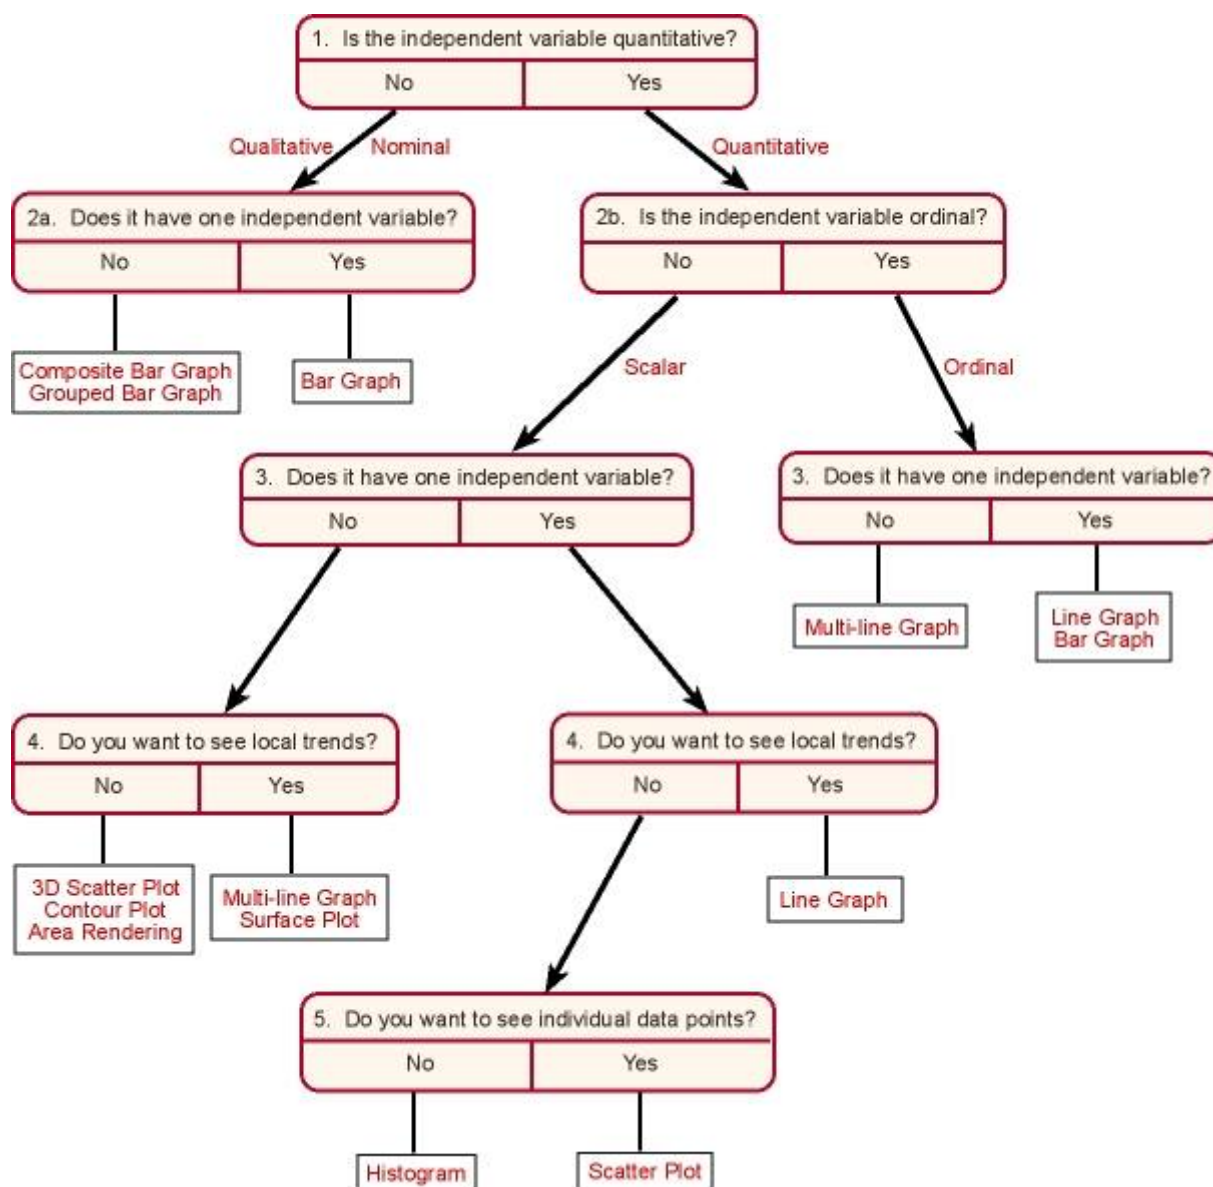 1. Is the independent variable quantitative?
No
Yes
Qualitative
Nominal
Quantitative
2a. Does it have one independent variable?
No
Yes
2b. Is the independent variable ordinal?
No
Yes
Composite Bar Graph
Grouped Bar Graph
Bar Graph
Scalar
Ordinal
3. Does it have one independent variable?
No
Yes
3. Does it have one independent variable?
No
Yes
Multi-line Graph
Line Graph
Bar Graph
4. Do you want to see local trends?
No
Yes
4. Do you want to see local trends?
No
Yes
3D Scatter Plot
Contour Plot
Area Rendering
Multi-line Graph
Surface Plot
Line Graph
5. Do you want to see individual data points?
No
Yes
Histogram
Scatter Plot